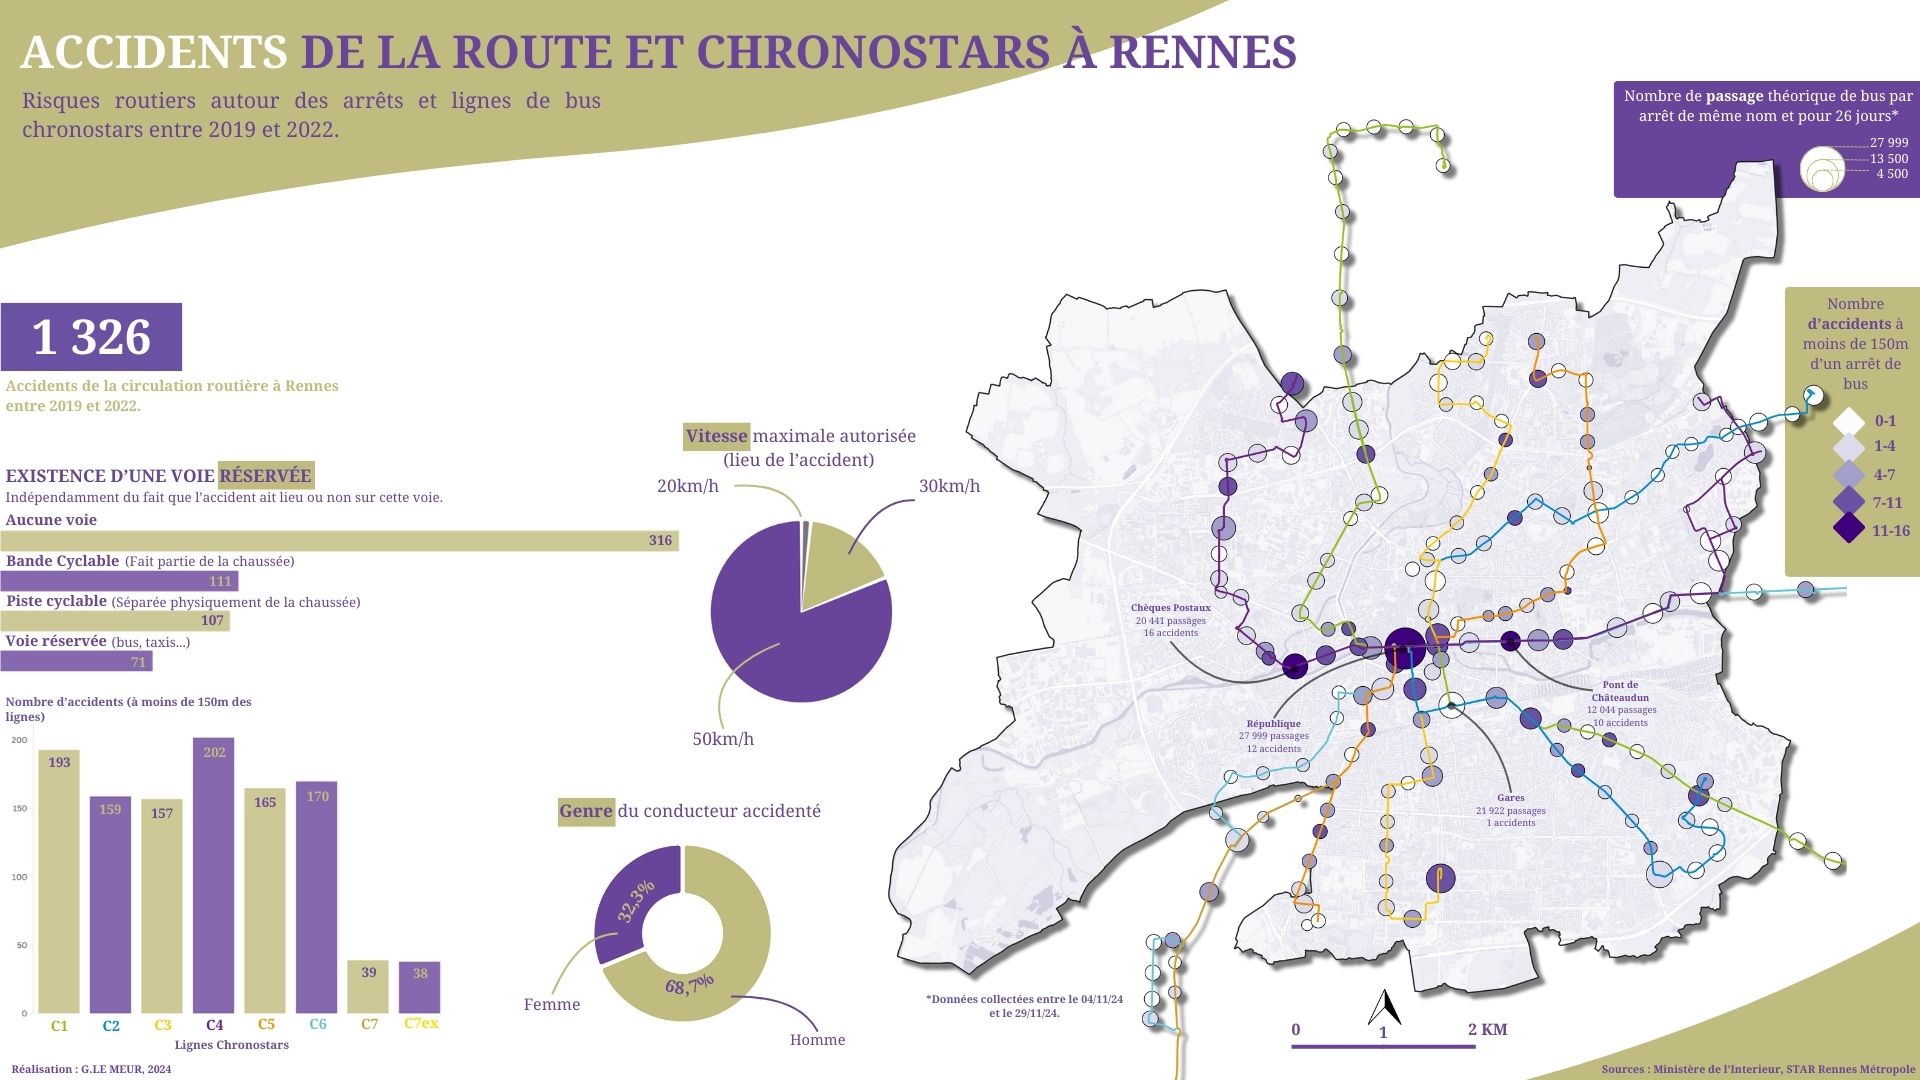 ACCIDENTS DE LA ROUTE ET CHRONOSTARS À RENNES
Risques routiers autour des arrêts et lignes de bus
chronostars entre 2019 et 2022.
Nombre de passage théorique de bus par
arrêt de même nom et pour 26 jours*
27 999
13 500
4 500
1 326
Accidents de la circulation routière à Rennes
entre 2019 et 2022.
Nombre
d'accidents à
moins de 150m
d'un arrêt de
bus
0-1
1-4
4-7
7-11
11-16
EXISTENCE D'UNE VOIE RÉSERVÉE
Indépendamment du fait que l'accident ait lieu ou non sur cette voie.
Aucune voie
316
Bande Cyclable (Fait partie de la chaussée)
111
Piste cyclable (Séparée physiquement de la chaussée)
107
Voie réservée (bus, taxis...)
71
Vitesse maximale autorisée
(lieu de l'accident)
20km/h
30km/h
50km/h
Nombre d'accidents (à moins de 150m des
lignes)
200
150
100
50
0
193
159
157
202
165
170
39
38
C1
C2
C3
C4
C5
C6
C7
C7ex
Lignes Chronostars
Genre du conducteur accidenté
32,3%
68,7%
Femme
Homme
Chèques Postaux
20 441 passages
16 accidents
République
27 999 passages
12 accidents
Pont de
Châteaudun
12 044 passages
10 accidents
Gares
21 922 passages
1 accidents
*Données collectées entre le 04/11/24
et le 29/11/24.
0
1
2 KM
Réalisation : G.LE MEUR, 2024
Sources : Ministère de l'Interieur, STAR Rennes Métropole